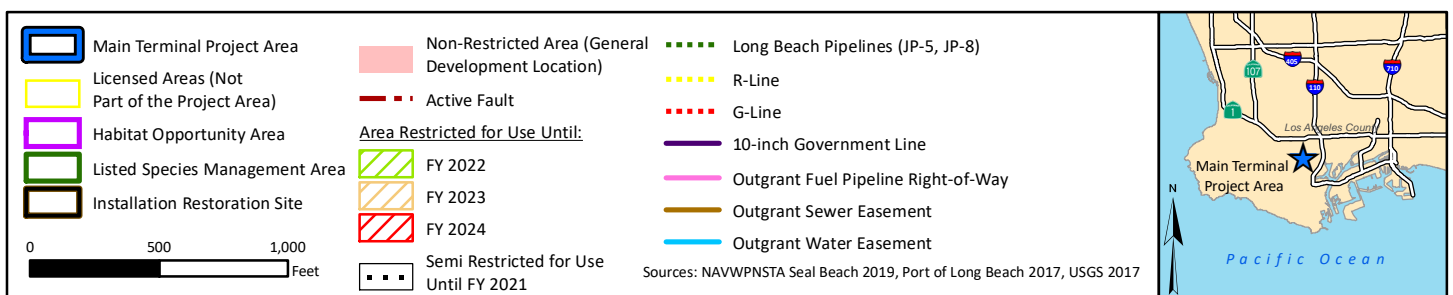 Main Terminal Project Area
Licensed Areas (Not
Part of the Project Area)
Habitat Opportunity Area
Listed Species Management Area
Installation Restoration Site
0 500 1,000
Feet
Non-Restricted Area (General
Development Location)
Active Fault
Area Restricted for Use Until:
FY 2022
FY 2023
FY 2024
Semi Restricted for Use
Until FY 2021
Long Beach Pipelines (JP-5, JP-8)
R-Line
G-Line
10-inch Government Line
Outgrant Fuel Pipeline Right-of-Way
Outgrant Sewer Easement
Outgrant Water Easement
Sources: NAVWPNSTA Seal Beach 2019, Port of Long Beach 2017, USGS 2017
405
710
107
110
1
Los Angeles County
Main Terminal
Project Area
N
Pacific Ocean